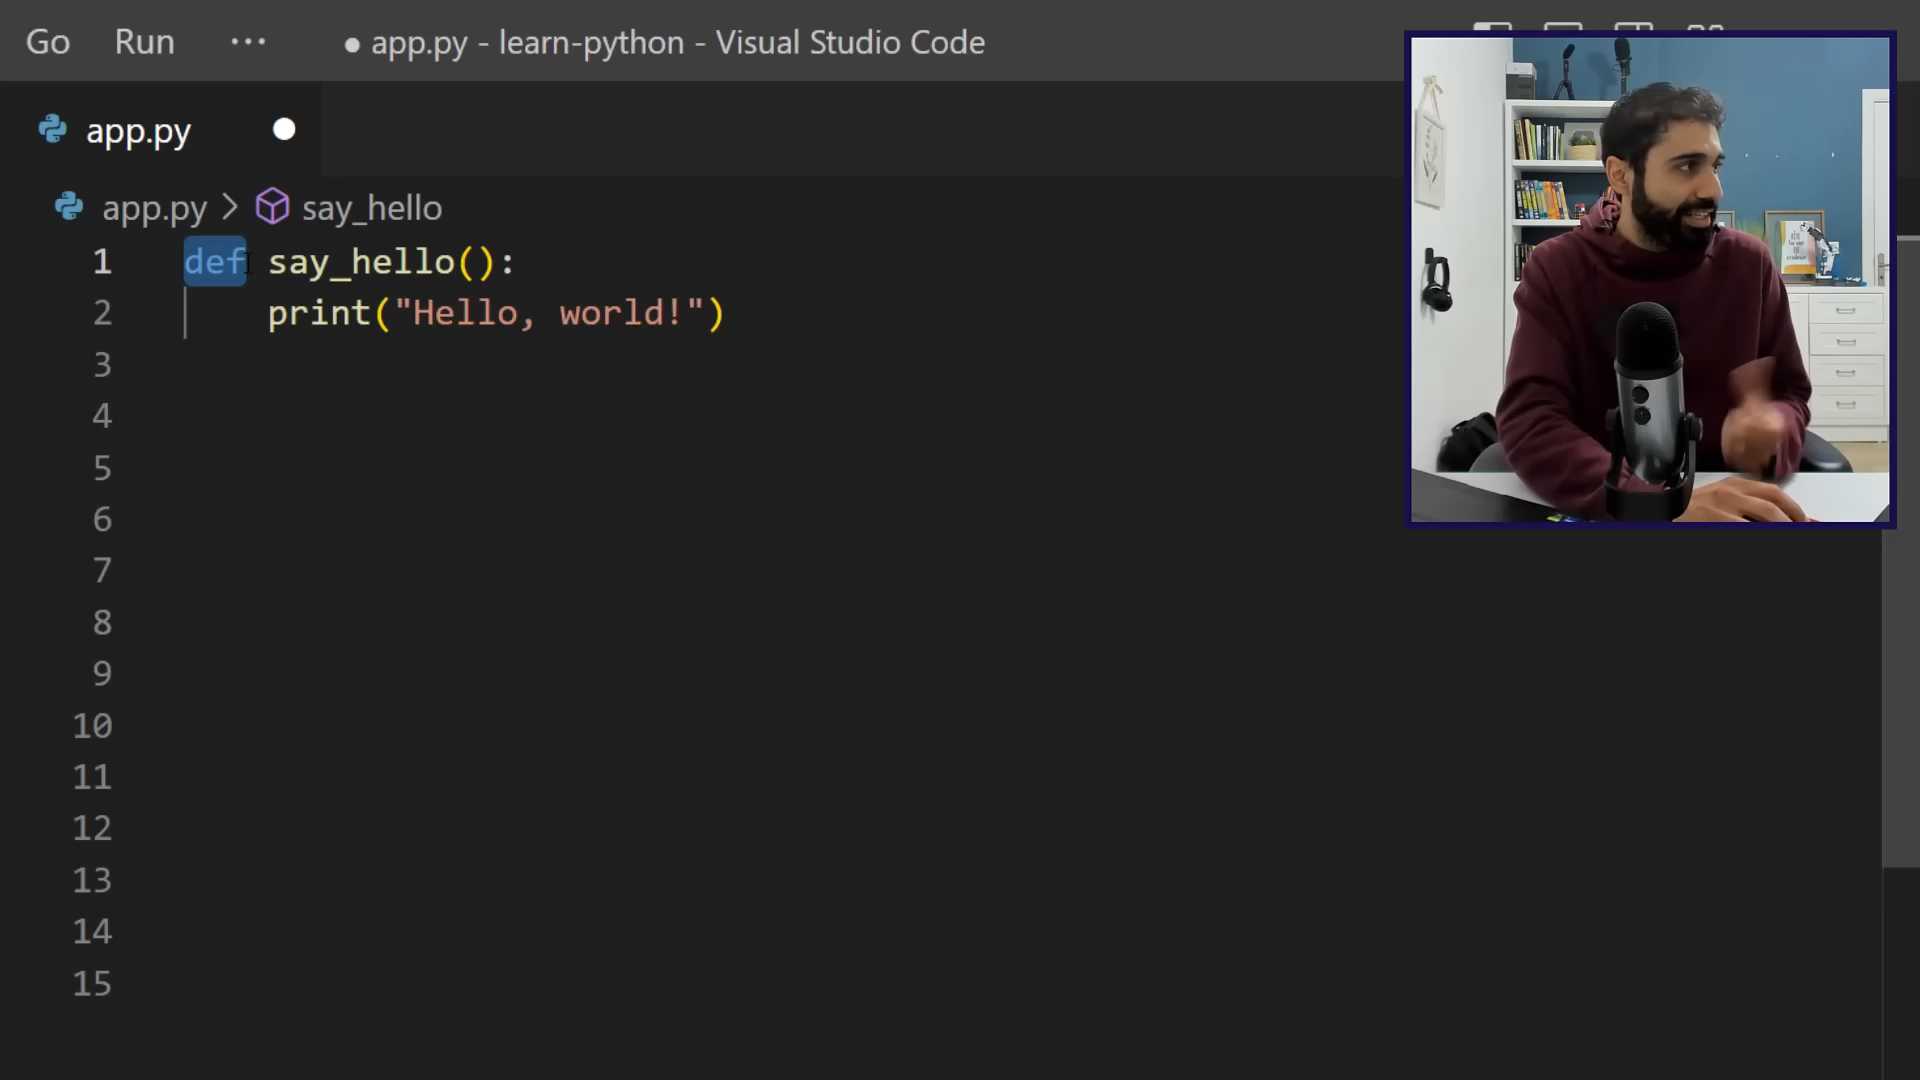 Go Run ··· ● app.py - learn-python - Visual Studio Code
app.py ●
app.py > say_hello
1 def say_hello():
2 print("Hello, world!")
3
4
5
6
7
8
9
10
11
12
13
14
15